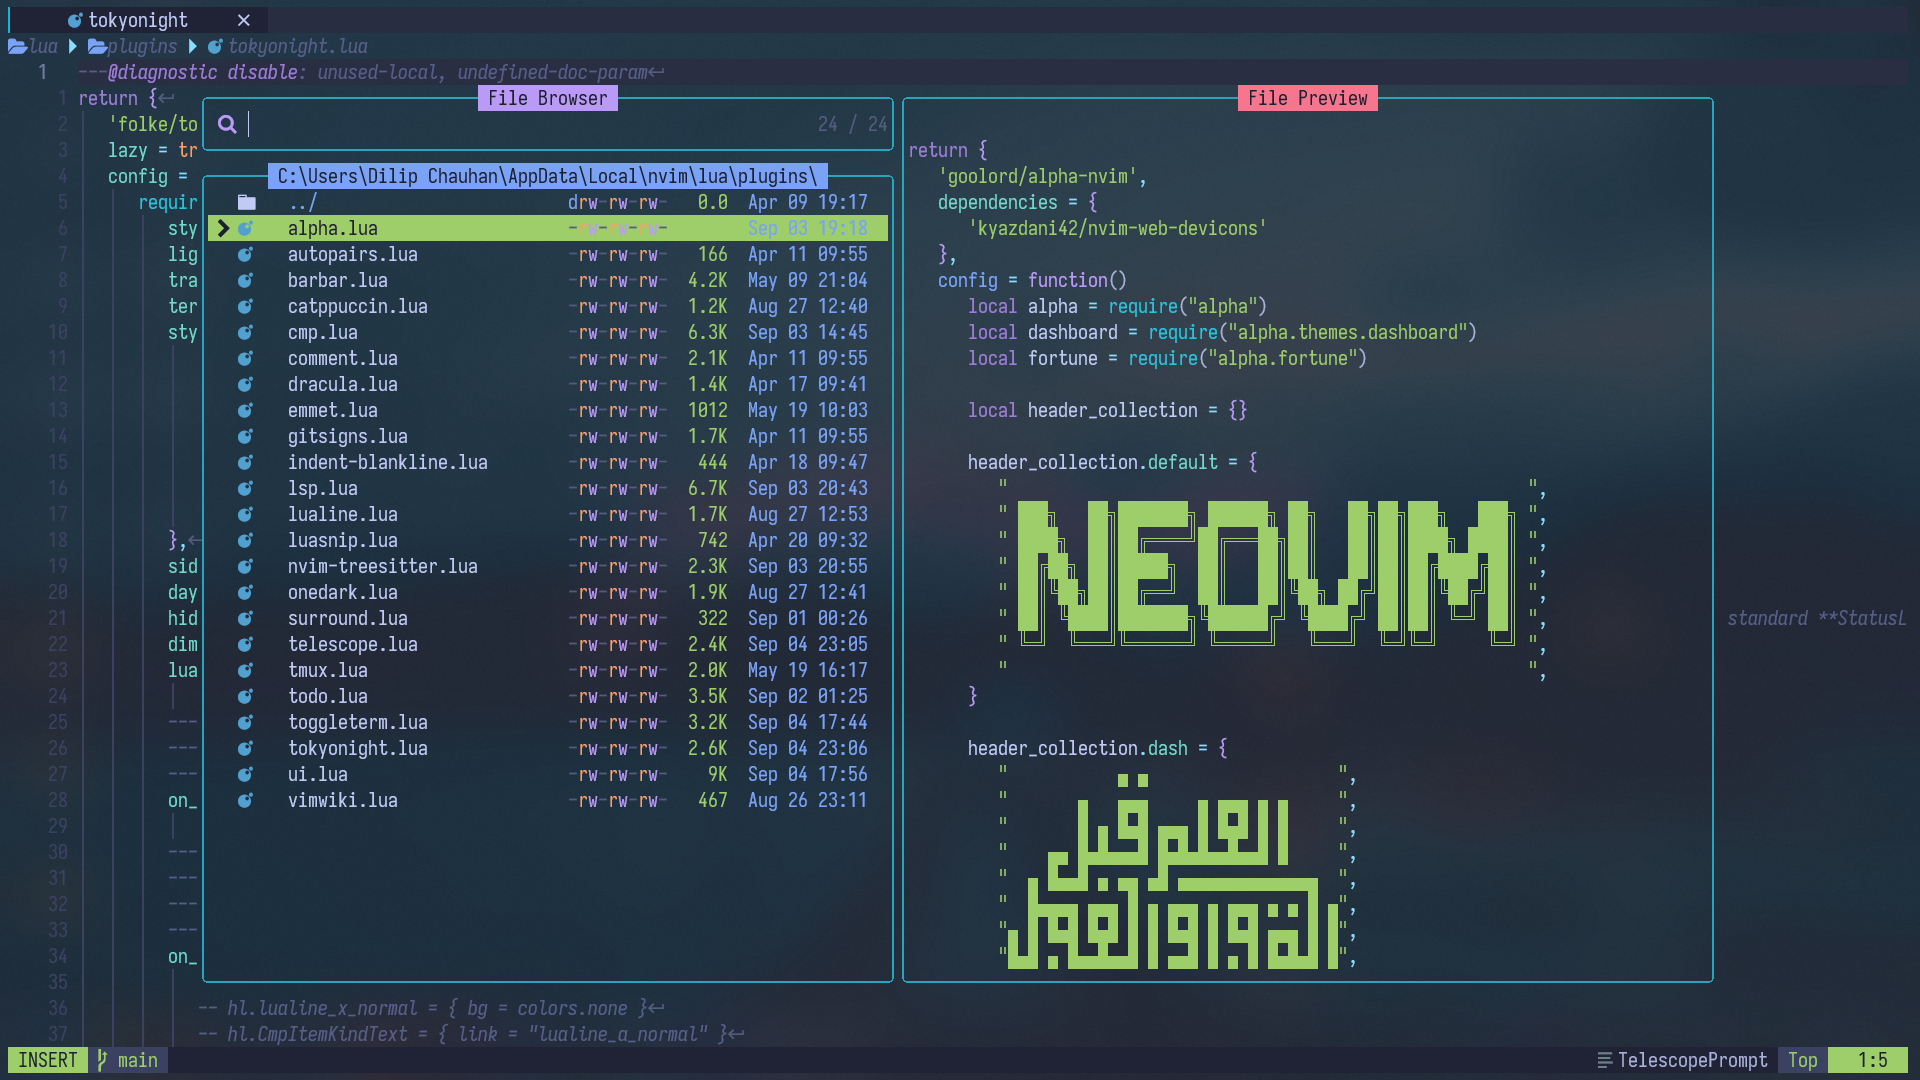 tokyonight ✕
lua plugins tokyonight.lua
1 ---@diagnostic disable: unused-local, undefined-doc-param↵
1 return {↵
File Browser
File Preview
2 'folke/to
24 / 24
3 lazy = tr
return {
4 config =
C:\Users\Dilip Chauhan\AppData\Local\nvim\lua\plugins\
'goolord/alpha-nvim',
5 requir
../ drw-rw-rw- 0.0 Apr 09 19:17
dependencies = {
6 sty
alpha.lua -rw-rw-rw- Sep 03 19:18
'kyazdani42/nvim-web-devicons'
7 lig
autopairs.lua -rw-rw-rw- 166 Apr 11 09:55
},
8 tra
barbar.lua -rw-rw-rw- 4.2K May 09 21:04
config = function()
9 ter
catppuccin.lua -rw-rw-rw- 1.2K Aug 27 12:40
local alpha = require("alpha")
10 sty
cmp.lua -rw-rw-rw- 6.3K Sep 03 14:45
local dashboard = require("alpha.themes.dashboard")
11
comment.lua -rw-rw-rw- 2.1K Apr 11 09:55
local fortune = require("alpha.fortune")
12
dracula.lua -rw-rw-rw- 1.4K Apr 17 09:41
13
emmet.lua -rw-rw-rw- 1012 May 19 10:03
local header_collection = {}
14
gitsigns.lua -rw-rw-rw- 1.7K Apr 11 09:55
15
indent-blankline.lua -rw-rw-rw- 444 Apr 18 09:47
header_collection.default = {
16
lsp.lua -rw-rw-rw- 6.7K Sep 03 20:43
" ",
17
lualine.lua -rw-rw-rw- 1.7K Aug 27 12:53
18 },↵
luasnip.lua -rw-rw-rw- 742 Apr 20 09:32
19 sid
nvim-treesitter.lua -rw-rw-rw- 2.3K Sep 03 20:55
" NEOVIM ",
20 day
onedark.lua -rw-rw-rw- 1.9K Aug 27 12:41
21 hid
surround.lua -rw-rw-rw- 322 Sep 01 00:26
standard **StatusL
22 dim
telescope.lua -rw-rw-rw- 2.4K Sep 04 23:05
23 lua
tmux.lua -rw-rw-rw- 2.0K May 19 16:17
" ",
24
todo.lua -rw-rw-rw- 3.5K Sep 02 01:25
}
25 ---
toggleterm.lua -rw-rw-rw- 3.2K Sep 04 17:44
26 ---
tokyonight.lua -rw-rw-rw- 2.6K Sep 04 23:06
header_collection.dash = {
27 ---
ui.lua -rw-rw-rw- 9K Sep 04 17:56
28 on_
vimwiki.lua -rw-rw-rw- 467 Aug 26 23:11
29
30 ---
31 ---
32 ---
33 ---
34 on_
35
36 -- hl.lualine_x_normal = { bg = colors.none }↵
37 -- hl.CmpItemKindText = { link = "lualine_a_normal" }↵
INSERT main TelescopePrompt Top 1:5